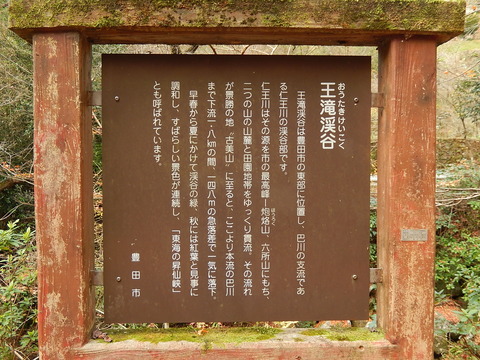 おうたきけいこく
王滝渓谷
王滝渓谷は豊田市の東部に位置し、巴川の支流であ
る仁王川の渓谷部です。
仁王川はその源を市の最高峰―炮烙山、六所山にもち、
ほうろく
二つの山の山麓と田園地帯をゆっくり貫流、その流れ
が景勝の地“古美山”に至ると、ここより本流の巴川
まで下流一・八kmの間、一四八mの急落差で一気に落下、
早春から夏にかけて渓谷の緑、秋には紅葉と見事に
調和し、すばらしい景色が連続し、「東海の昇仙峡」
とも呼ばれています。
豊田市